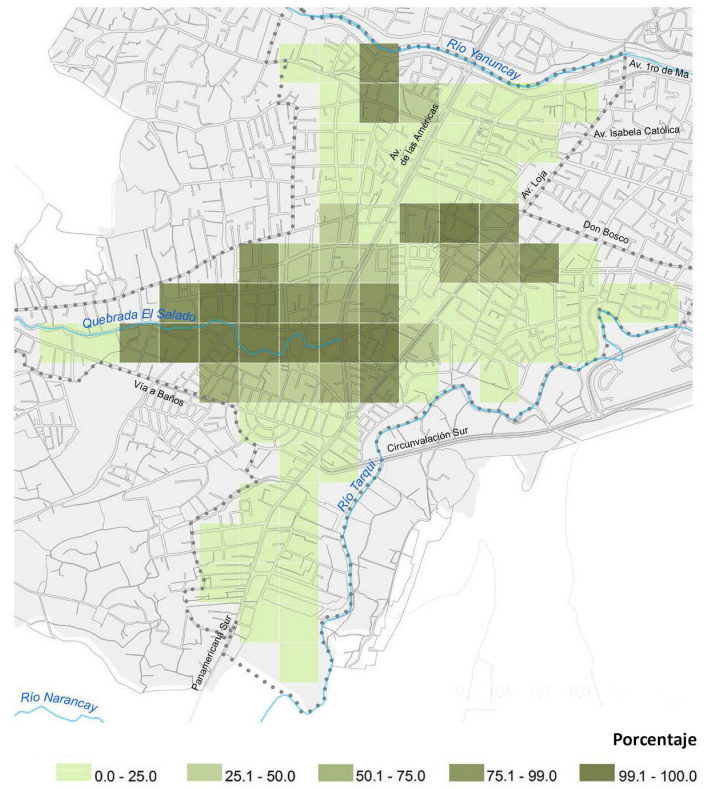 Río Yanuncay
Av. 1ro de Ma
Av.
de las Américas
Av. Isabela Católica
Av. Loja
Don Bosco
Quebrada El Salado
Vía a Baños
Circunvalación Sur
Río Tarqui
Panamericana Sur
Río Narancay
Porcentaje
0.0 - 25.0
25.1 - 50.0
50.1 - 75.0
75.1 - 99.0
99.1 - 100.0